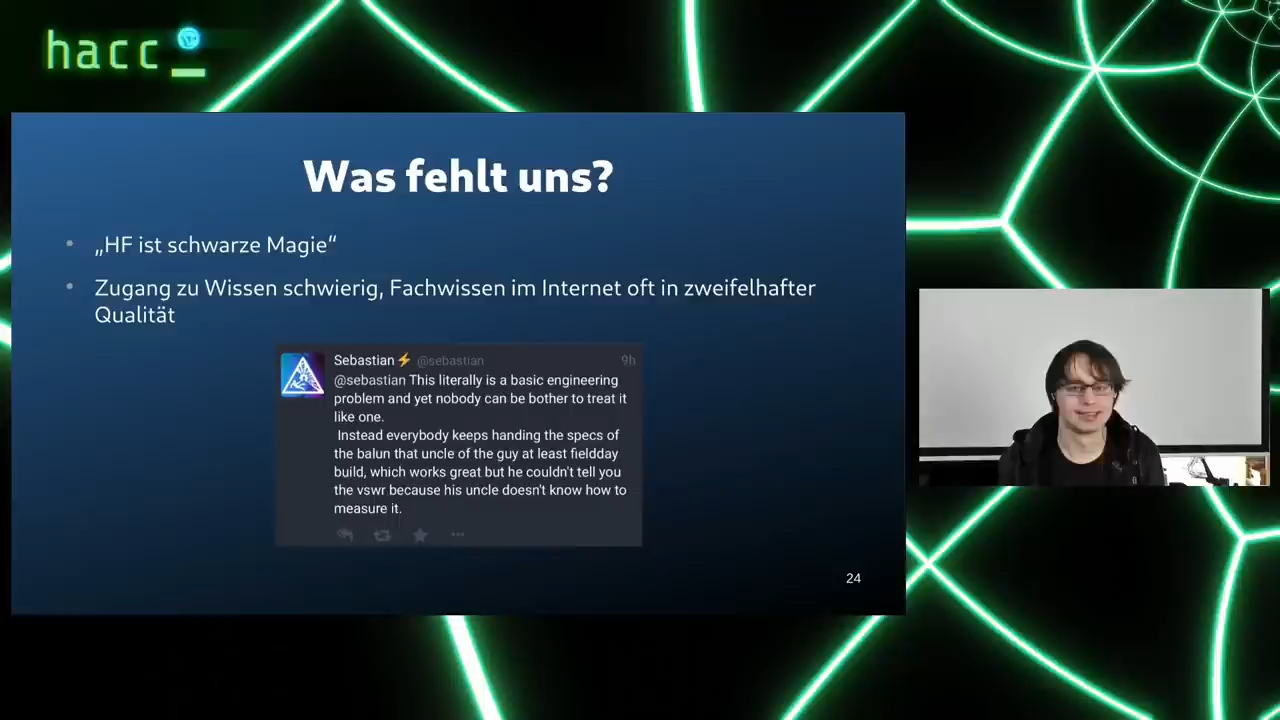 hacc_
Was fehlt uns?
• „HF ist schwarze Magie“
• Zugang zu Wissen schwierig, Fachwissen im Internet oft in zweifelhafter
Qualität
Sebastian⚡ @sebastian 9h
@sebastian This literally is a basic engineering
problem and yet nobody can be bother to treat it
like one.
Instead everybody keeps handing the specs of
the balun that uncle of the guy at least fieldday
build, which works great but he couldn't tell you
the vswr because his uncle doesn't know how to
measure it.
24